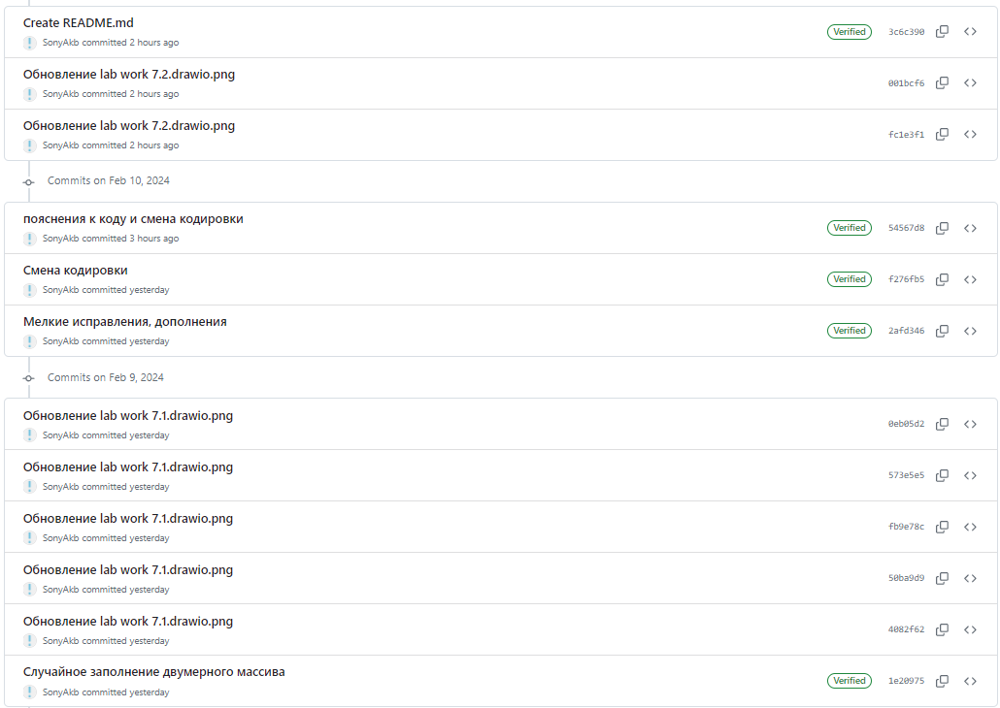 Create README.md
SonyAkb committed 2 hours ago
Verified
3c6c390
Обновление lab work 7.2.drawio.png
SonyAkb committed 2 hours ago
001bcf6
Обновление lab work 7.2.drawio.png
SonyAkb committed 2 hours ago
fc1e3f1
Commits on Feb 10, 2024
пояснения к коду и смена кодировки
SonyAkb committed 3 hours ago
Verified
54567d8
Смена кодировки
SonyAkb committed yesterday
Verified
f276fb5
Мелкие исправления, дополнения
SonyAkb committed yesterday
Verified
2afd346
Commits on Feb 9, 2024
Обновление lab work 7.1.drawio.png
SonyAkb committed yesterday
0eb05d2
Обновление lab work 7.1.drawio.png
SonyAkb committed yesterday
573e5e5
Обновление lab work 7.1.drawio.png
SonyAkb committed yesterday
fb9e78c
Обновление lab work 7.1.drawio.png
SonyAkb committed yesterday
50ba9d9
Обновление lab work 7.1.drawio.png
SonyAkb committed yesterday
4082f62
Случайное заполнение двумерного массива
SonyAkb committed yesterday
Verified
1e20975